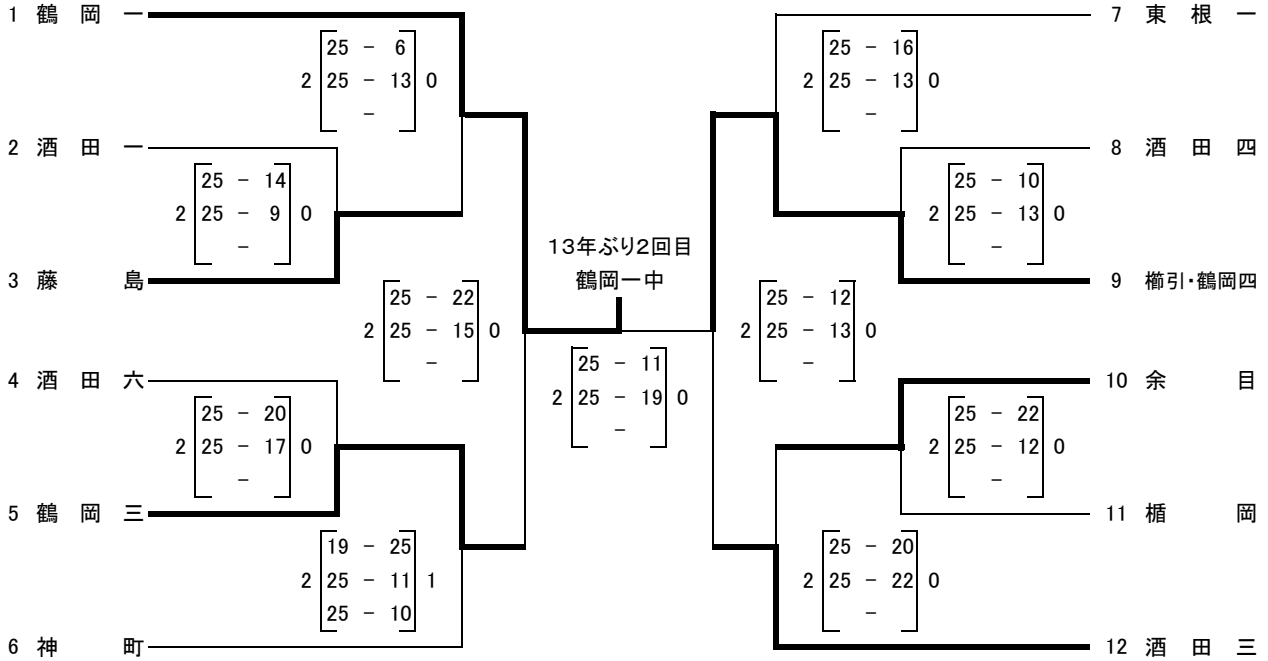 1 鶴 岡 一
2 酒 田 一
3 藤 島
4 酒 田 六
5 鶴 岡 三
6 神 町
25 - 6
2 25 - 13 0
-
25 - 14
2 25 - 9 0
-
25 - 22
2 25 - 15 0
-
25 - 20
2 25 - 17 0
-
19 - 25
2 25 - 11 1
25 - 10
13年ぶり2回目
鶴岡一中
25 - 11
2 25 - 19 0
-
25 - 16
2 25 - 13 0
-
25 - 10
2 25 - 13 0
-
25 - 12
2 25 - 13 0
-
25 - 22
2 25 - 12 0
-
25 - 20
2 25 - 22 0
-
7 東 根 一
8 酒 田 四
9 櫛引・鶴岡四
10 余 目
11 楯 岡
12 酒 田 三